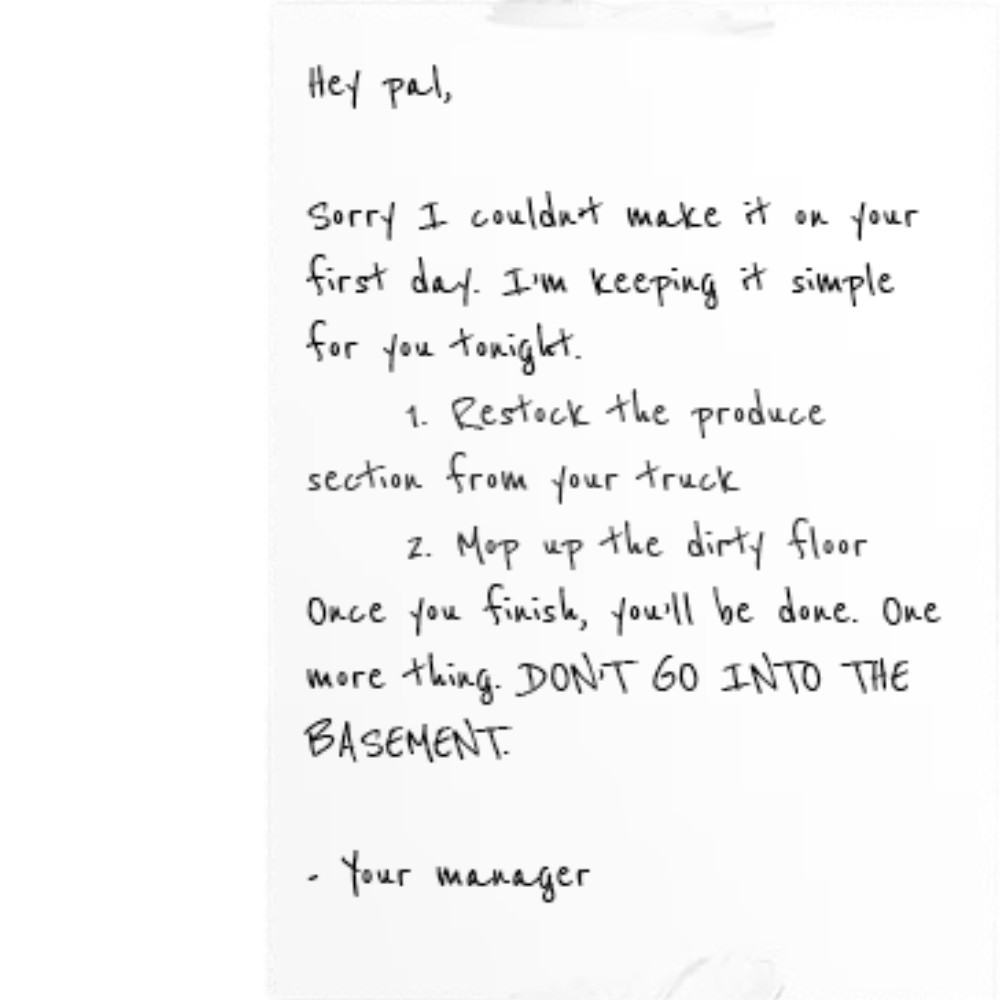 Hey pal,
Sorry I couldn't make it on your
first day. I'm keeping it simple
for you tonight.
1. Restock the produce
section from your truck
2. Mop up the dirty floor
Once you finish, you'll be done. One
more thing. DON'T GO INTO THE
BASEMENT.
- Your manager